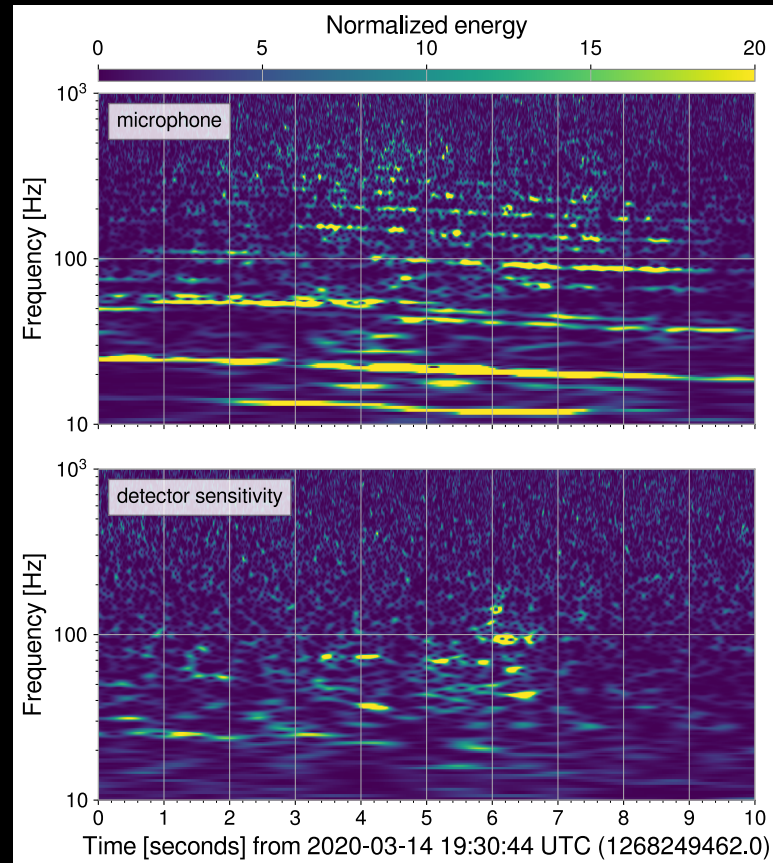 Normalized energy
0 5 10 15 20
10³
microphone
Frequency [Hz]
100
10
10³
detector sensitivity
Frequency [Hz]
100
10
0 1 2 3 4 5 6 7 8 9 10
Time [seconds] from 2020-03-14 19:30:44 UTC (1268249462.0)